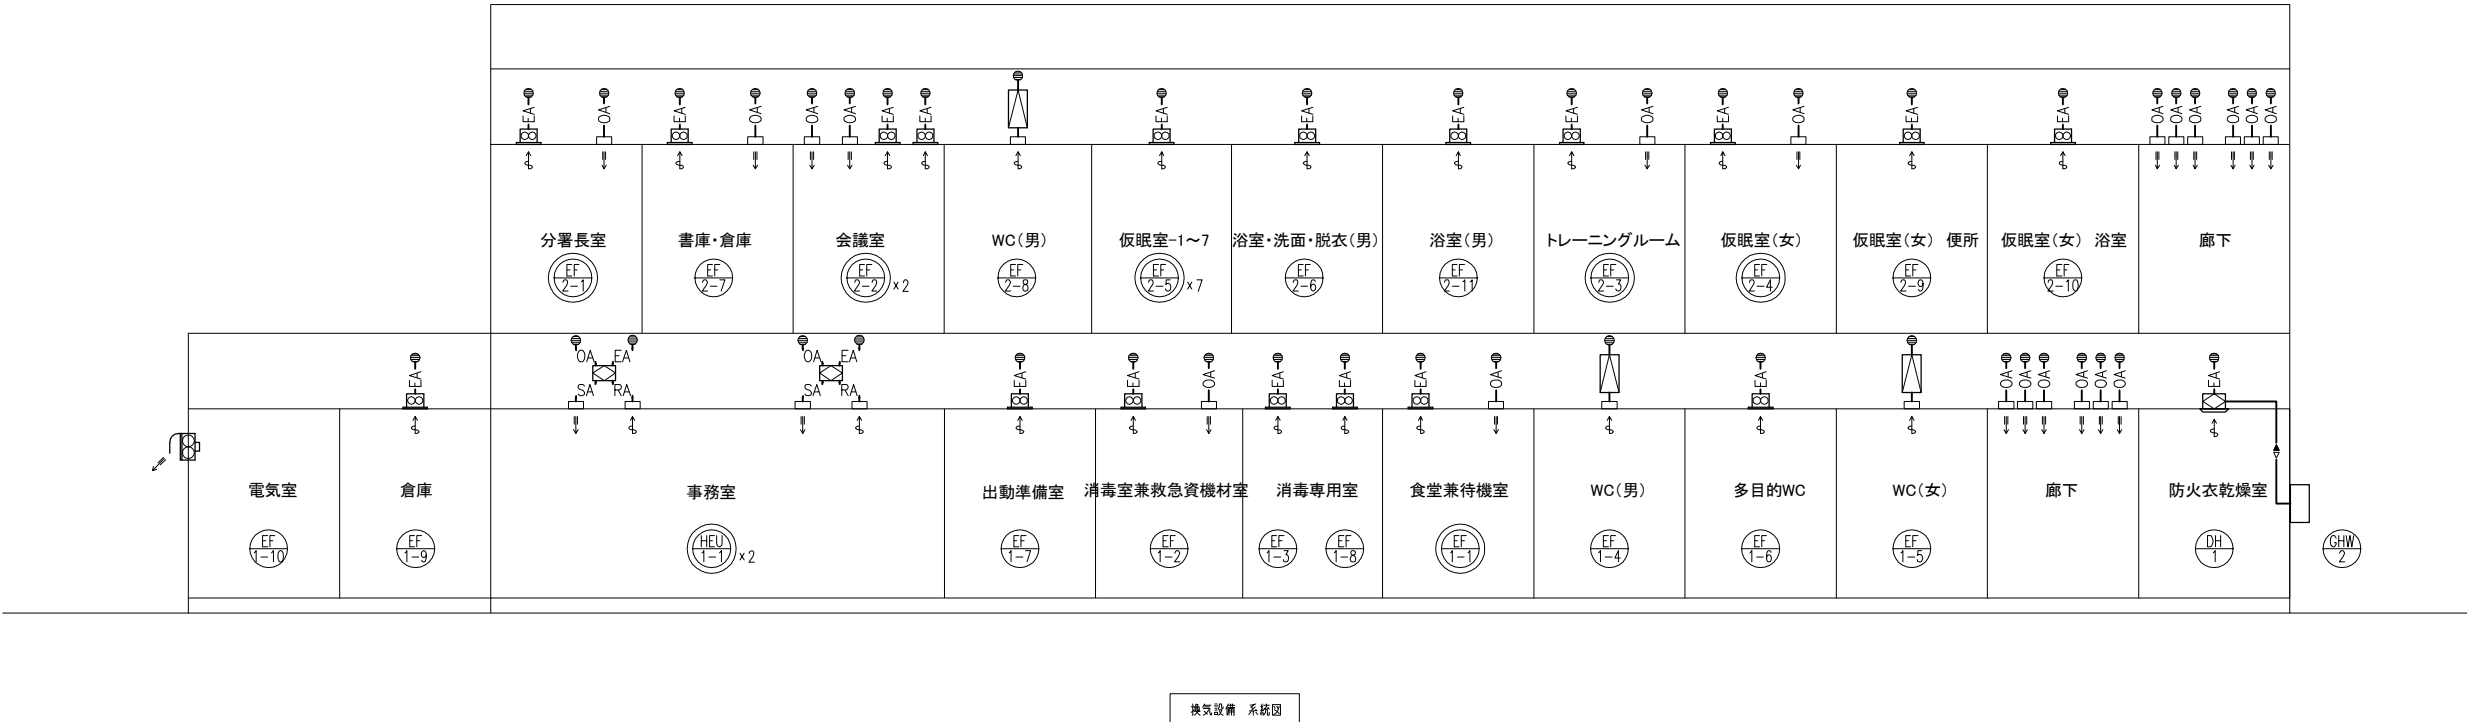 EA OA EA OA OA OA EA EA EA EA EA EA OA EA OA EA EA OA OA OA OA OA OA
分署長室 書庫・倉庫 会議室 WC(男) 仮眠室-1～7 浴室・洗面・脱衣(男) 浴室(男) トレーニングルーム 仮眠室(女) 仮眠室(女) 便所 仮眠室(女) 浴室 廊下
EF EF EF EF EF EF EF EF EF EF EF
2-1 2-7 2-2 x2 2-8 2-5 x7 2-6 2-11 2-3 2-4 2-9 2-10
OA EA OA EA
EA EA EA OA EA EA EA OA EA OA OA OA OA OA OA EA
SA RA SA RA
電気室 倉庫 事務室 出動準備室 消毒室兼救急資機材室 消毒専用室 食堂兼待機室 WC(男) 多目的WC WC(女) 廊下 防火衣乾燥室
EF EF HEU EF EF EF EF EF EF EF EF DH GHW
1-10 1-9 1-1 x2 1-7 1-2 1-3 1-8 1-1 1-4 1-6 1-5 1 2
換気設備 系統図